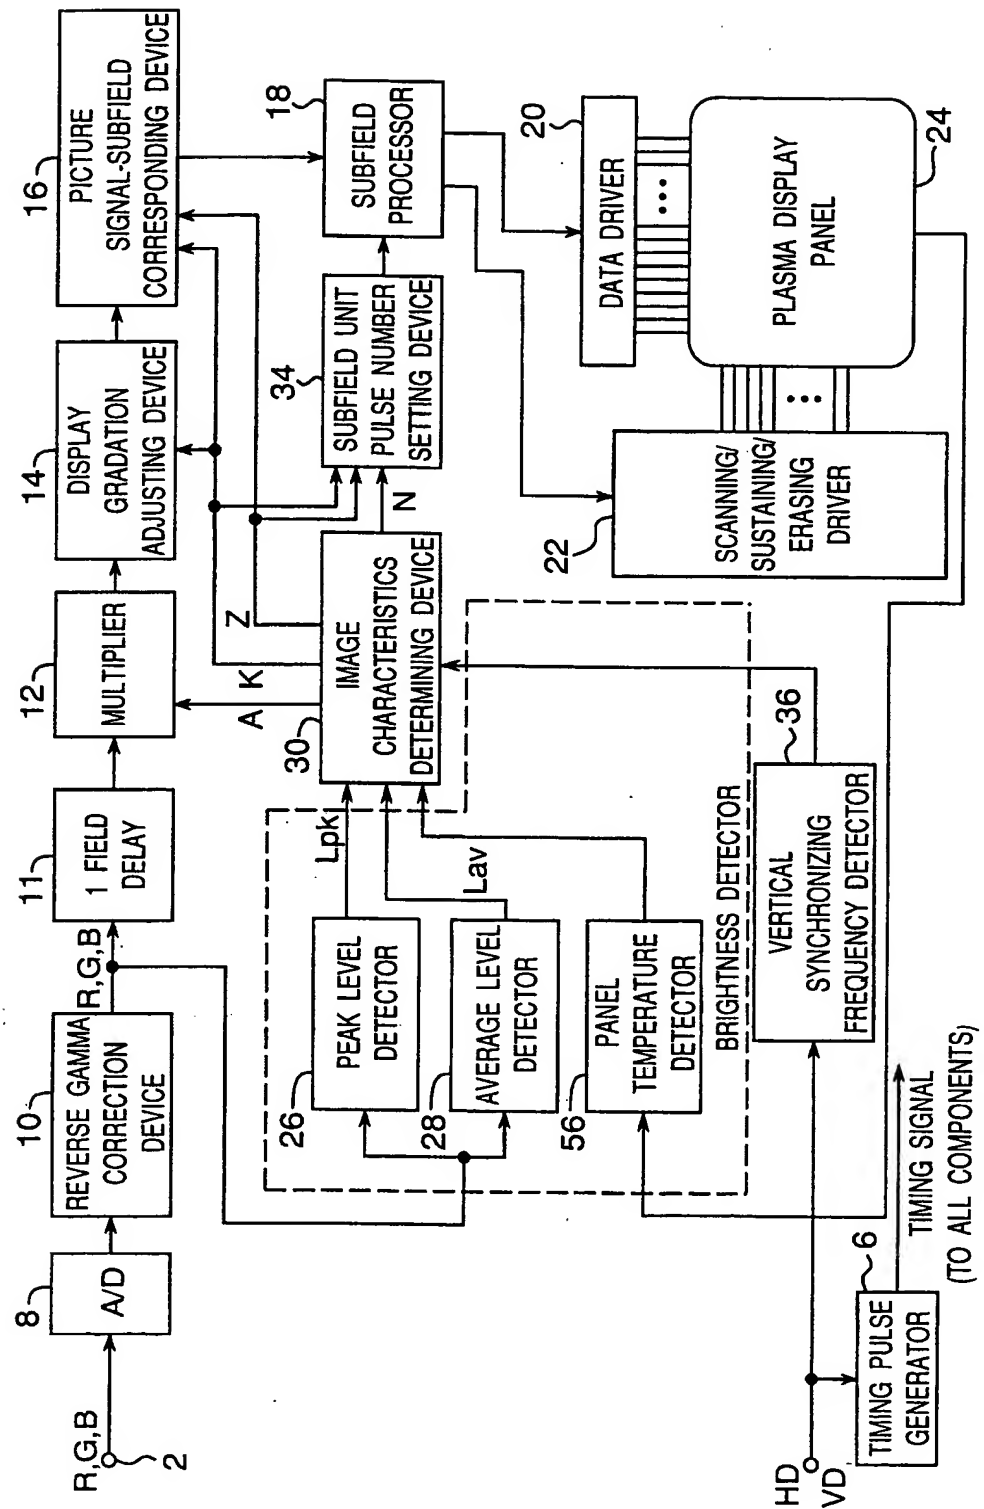 R,G,B
2
8
A/D
10
REVERSE GAMMA
CORRECTION
DEVICE
R,G,B
11
1 FIELD
DELAY
12
MULTIPLIER
14
DISPLAY
GRADATION
ADJUSTING DEVICE
16
PICTURE
SIGNAL-SUBFIELD
CORRESPONDING DEVICE
A
K
Z
26
PEAK LEVEL
DETECTOR
Lpk
28
AVERAGE LEVEL
DETECTOR
Lav
56
PANEL
TEMPERATURE
DETECTOR
BRIGHTNESS DETECTOR
30
IMAGE
CHARACTERISTICS
DETERMINING DEVICE
N
34
SUBFIELD UNIT
PULSE NUMBER
SETTING DEVICE
18
SUBFIELD
PROCESSOR
20
DATA DRIVER
22
SCANNING/
SUSTAINING/
ERASING
DRIVER
PLASMA DISPLAY
PANEL
24
36
VERTICAL
SYNCHRONIZING
FREQUENCY DETECTOR
HD
VD
6
TIMING PULSE
GENERATOR
TIMING SIGNAL
(TO ALL COMPONENTS)